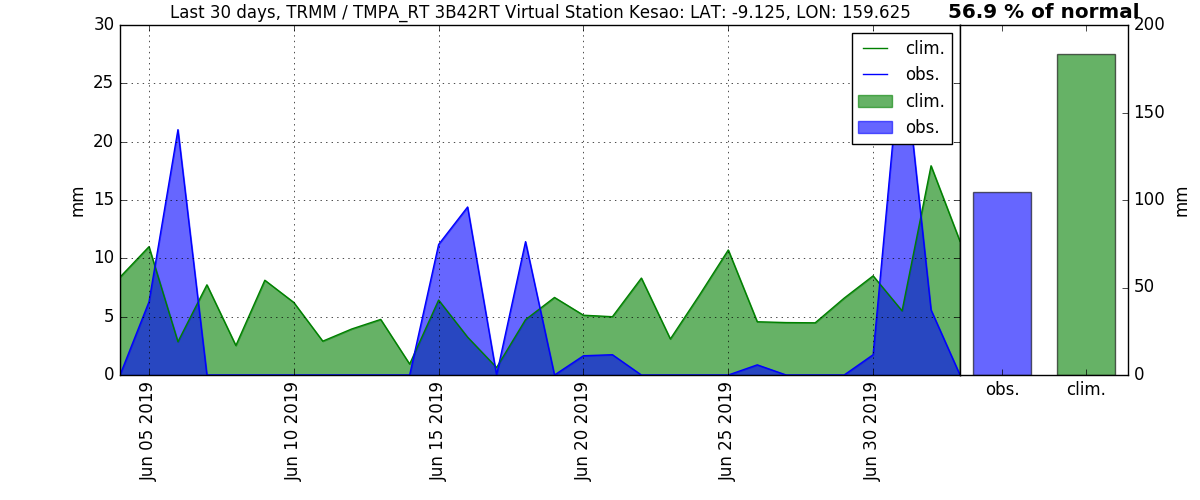 Last 30 days, TRMM / TMPA_RT 3B42RT Virtual Station Kesao: LAT: -9.125, LON: 159.625
56.9 % of normal
30
25
20
15
10
5
0
mm
clim.
obs.
clim.
obs.
200
150
100
50
0
mm
Jun 05 2019
Jun 10 2019
Jun 15 2019
Jun 20 2019
Jun 25 2019
Jun 30 2019
obs.
clim.